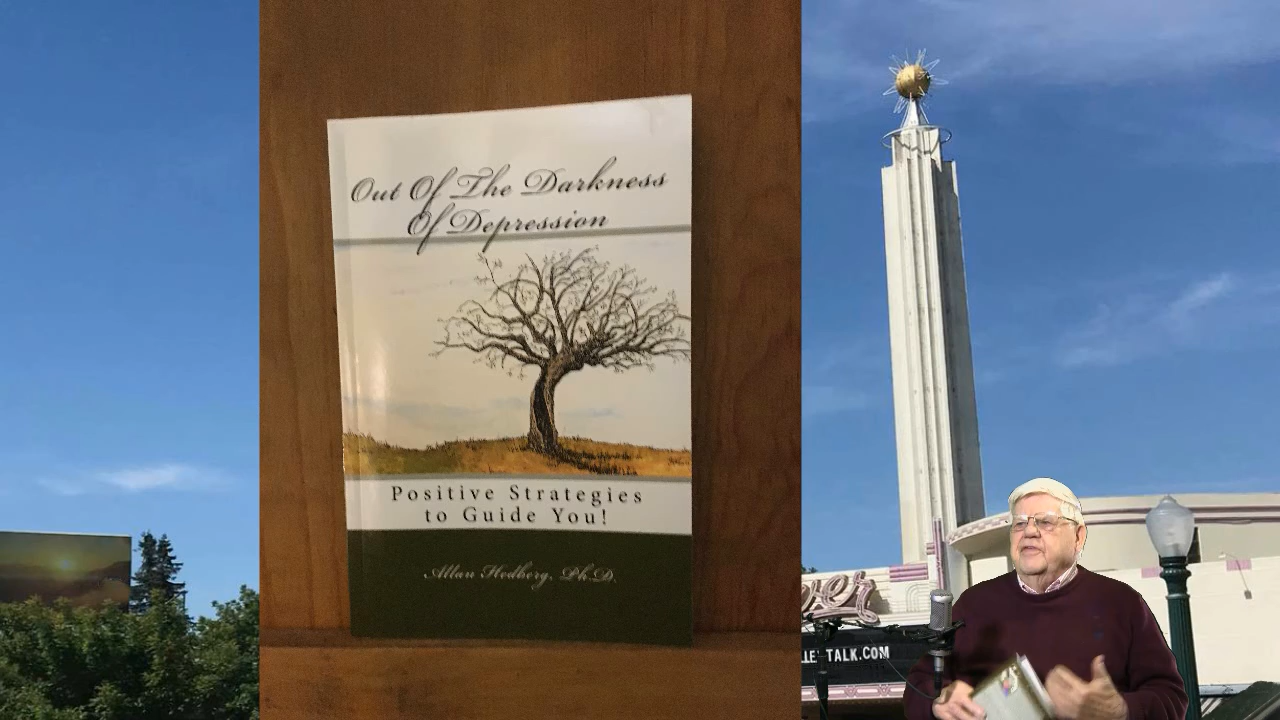 Out Of The Darkness
Of Depression
Positive Strategies
to Guide You!
Allan Hedberg, Ph.D.
TALK.COM